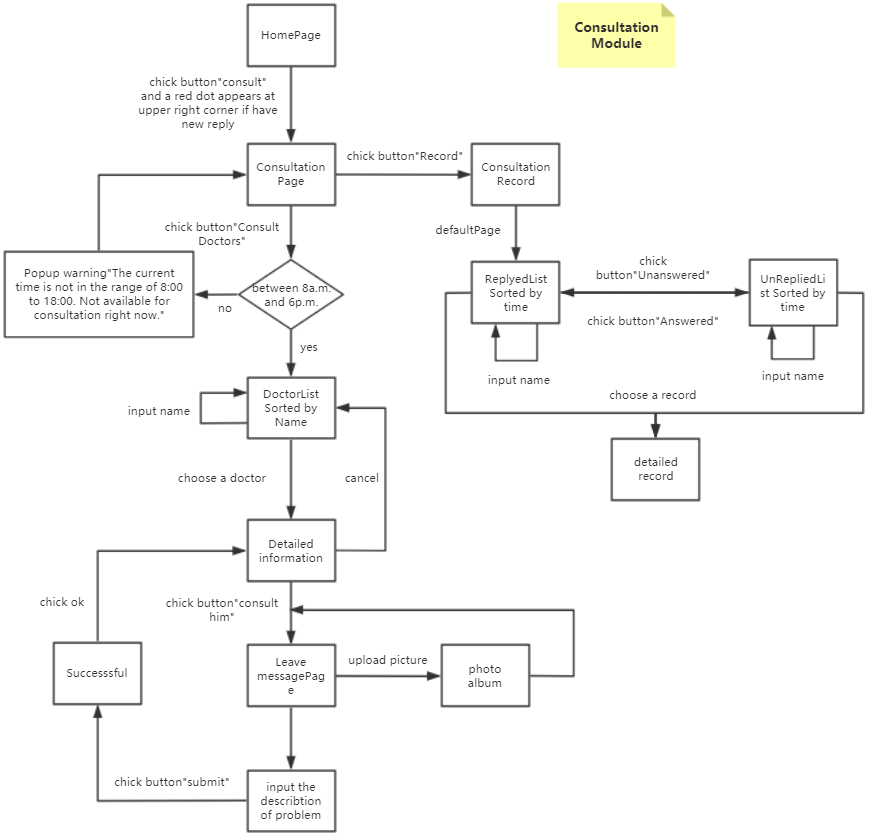 HomePage
Consultation
Module
chick button"consult"
and a red dot appears at
upper right corner if have
new reply
Consultation
Page
chick button"Record"
Consultation
Record
chick button"Consult
Doctors"
defaultPage
Popup warning"The current
time is not in the range of 8:00
to 18:00. Not available for
consultation right now."
no
between 8a.m.
and 6p.m.
yes
ReplyedList
Sorted by
time
chick
button"Unanswered"
chick button"Answered"
UnRepliedLi
st Sorted by
time
input name
input name
choose a record
detailed
record
input name
DoctorList
Sorted by
Name
choose a doctor
cancel
Detailed
information
chick ok
chick button"consult
him"
Successsful
Leave
messagePag
e
upload picture
photo
album
chick button"submit"
input the
describtion
of problem